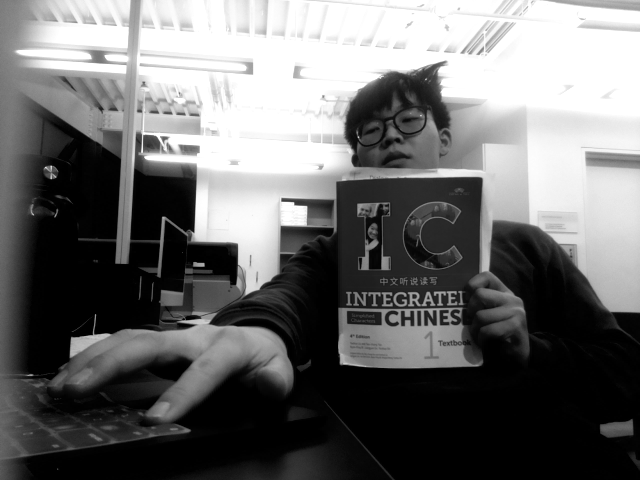 IC
中文听说读写
INTEGRATED
Simplified Characters
CHINESE
4th Edition
1 Textbook